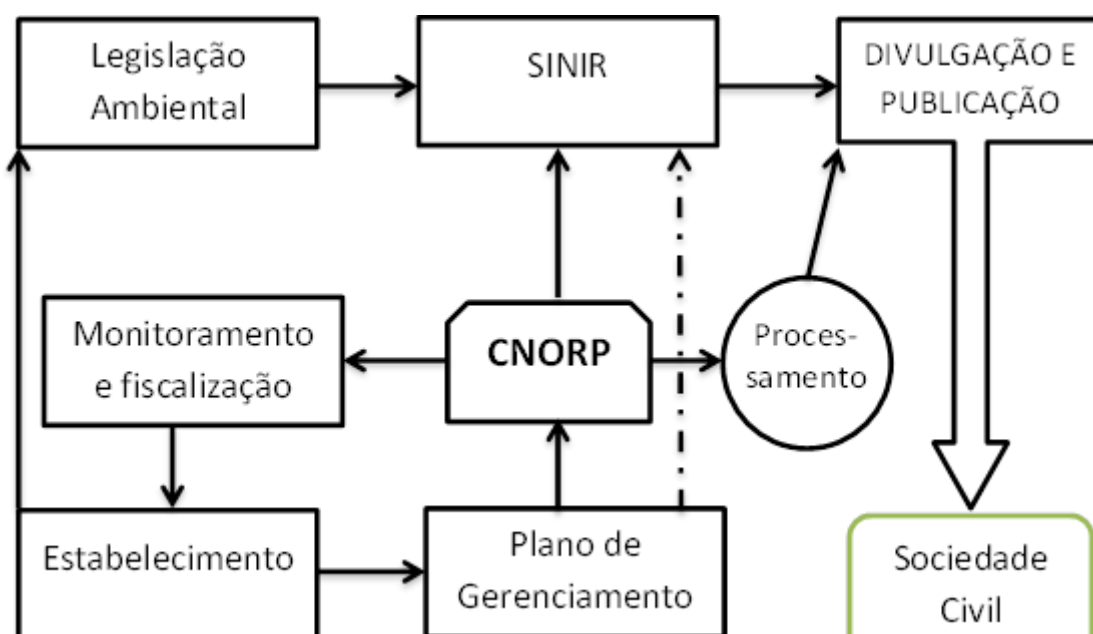 Legislação
Ambiental
SINIR
DIVULGAÇÃO E
PUBLICAÇÃO
Monitoramento
e fiscalização
CNORP
Proces-
samento
Estabelecimento
Plano de
Gerenciamento
Sociedade
Civil